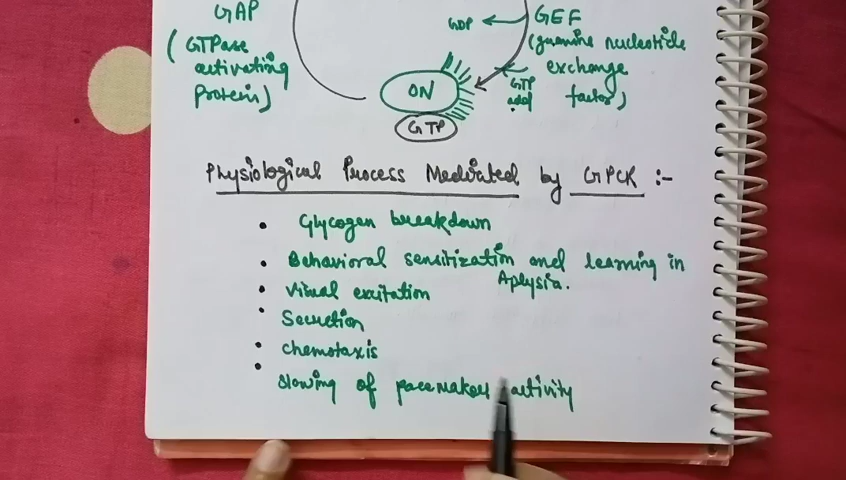 GAP
(GTPase
activating
protein)
GDP
GEF
(guanine nucleotide
exchange
factor)
GTP
add
ON
GTP
Physiological Process Mediated by GPCR :-
• Glycogen breakdown
• Behavioral sensitization and learning in
Aplysia.
• Visual excitation
• Secretion
• Chemotaxis
• Slowing of pacemaker activity